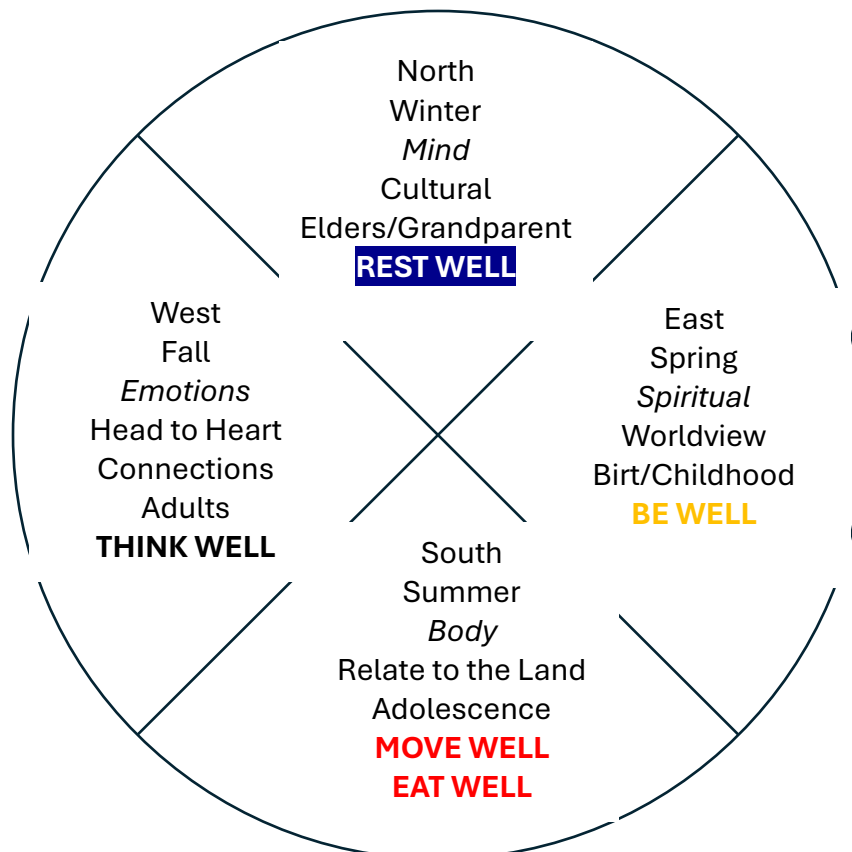 North
Winter
Mind
Cultural
Elders/Grandparent
REST WELL
West
Fall
Emotions
Head to Heart
Connections
Adults
THINK WELL
East
Spring
Spiritual
Worldview
Birt/Childhood
BE WELL
South
Summer
Body
Relate to the Land
Adolescence
MOVE WELL
EAT WELL